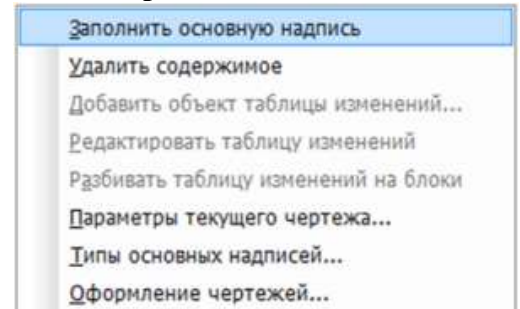 Заполнить основную надпись
Удалить содержимое
Добавить объект таблицы изменений...
Редактировать таблицу изменений
Разбивать таблицу изменений на блоки
Параметры текущего чертежа...
Типы основных надписей...
Оформление чертежей...